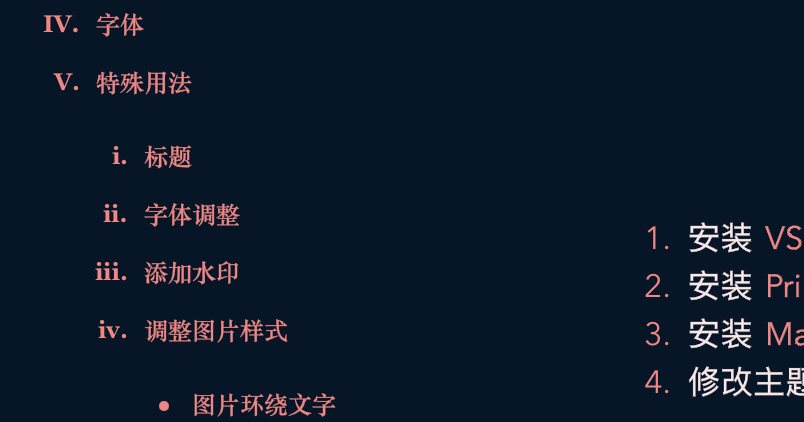 IV. 字体
V. 特殊用法
i. 标题
ii. 字体调整
iii. 添加水印
iv. 调整图片样式
• 图片环绕文字
1. 安装 VS
2. 安装 Pri
3. 安装 Ma
4. 修改主题